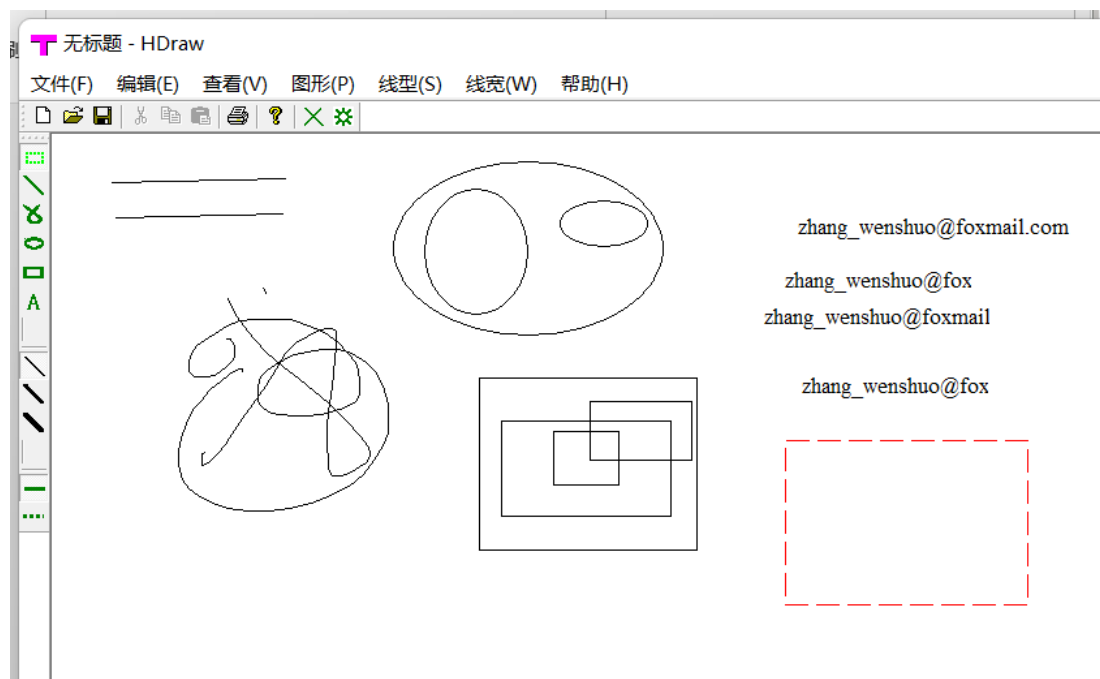 无标题 - HDraw
文件(F) 编辑(E) 查看(V) 图形(P) 线型(S) 线宽(W) 帮助(H)
A
zhang_wenshuo@foxmail.com
zhang_wenshuo@fox
zhang_wenshuo@foxmail
zhang_wenshuo@fox